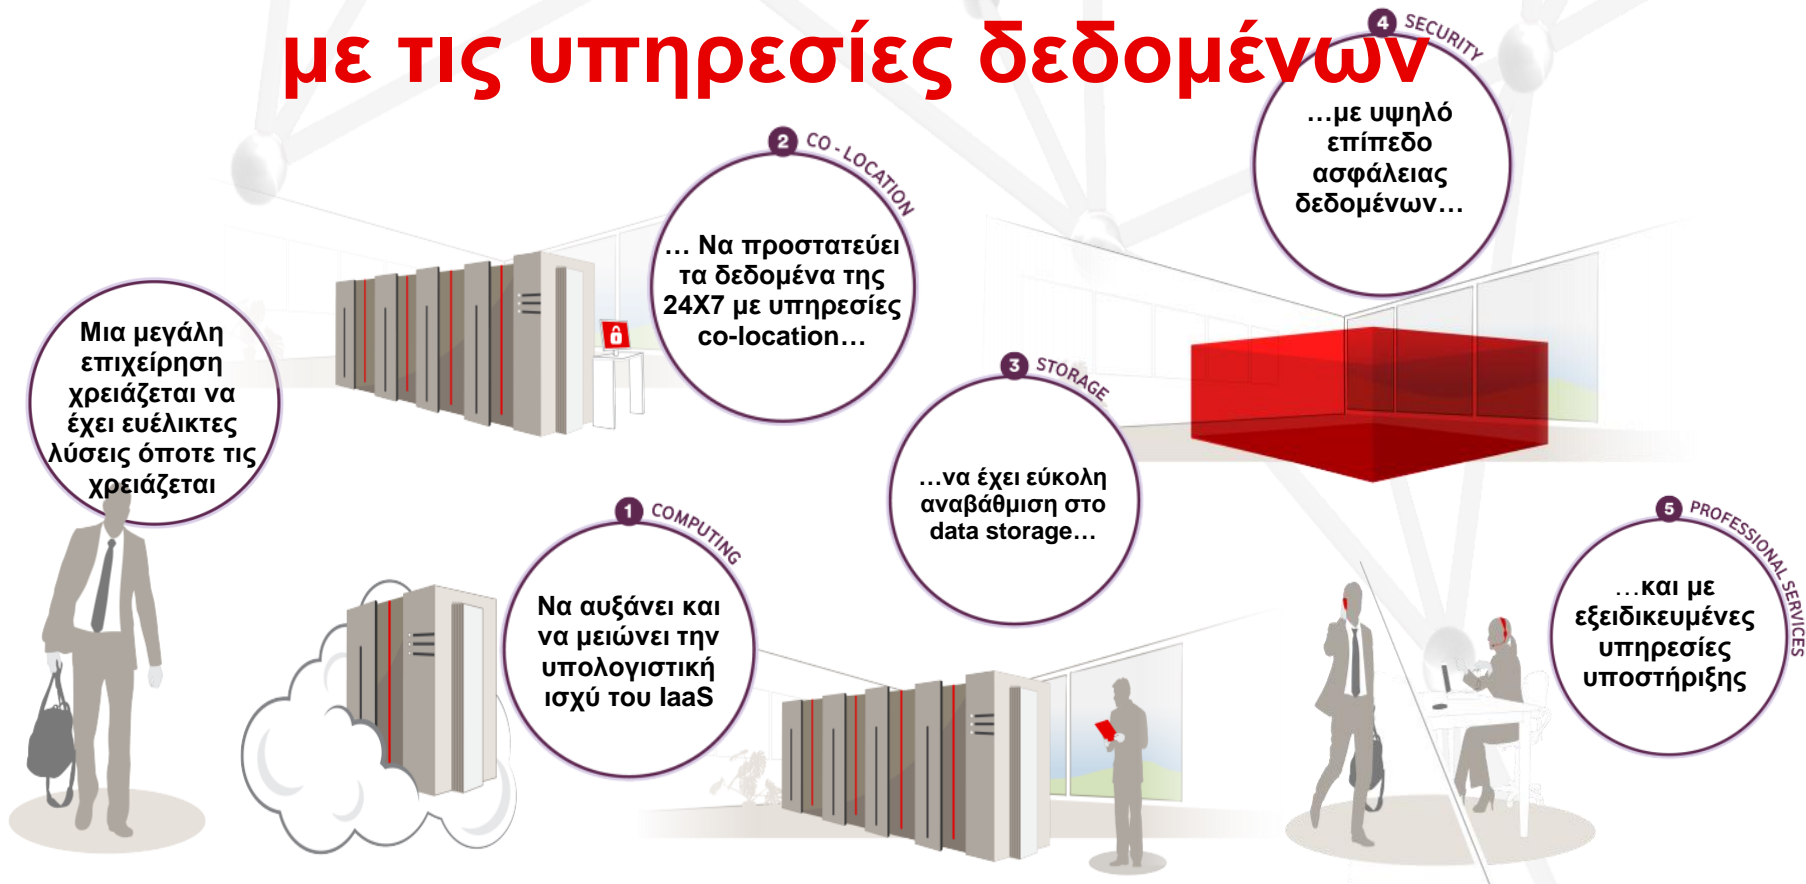 με τις υπηρεσίες δεδομένων
Μια μεγάλη
επιχείρηση
χρειάζεται να
έχει ευέλικτες
λύσεις όποτε τις
χρειάζεται
1 COMPUTING
Να αυξάνει και
να μειώνει την
υπολογιστική
ισχύ του IaaS
2 CO - LOCATION
… Να προστατεύει
τα δεδομένα της
24X7 με υπηρεσίες
co-location…
3 STORAGE
…να έχει εύκολη
αναβάθμιση στο
data storage…
4 SECURITY
…με υψηλό
επίπεδο
ασφάλειας
δεδομένων…
5 PROFESSIONAL SERVICES
…και με
εξειδικευμένες
υπηρεσίες
υποστήριξης